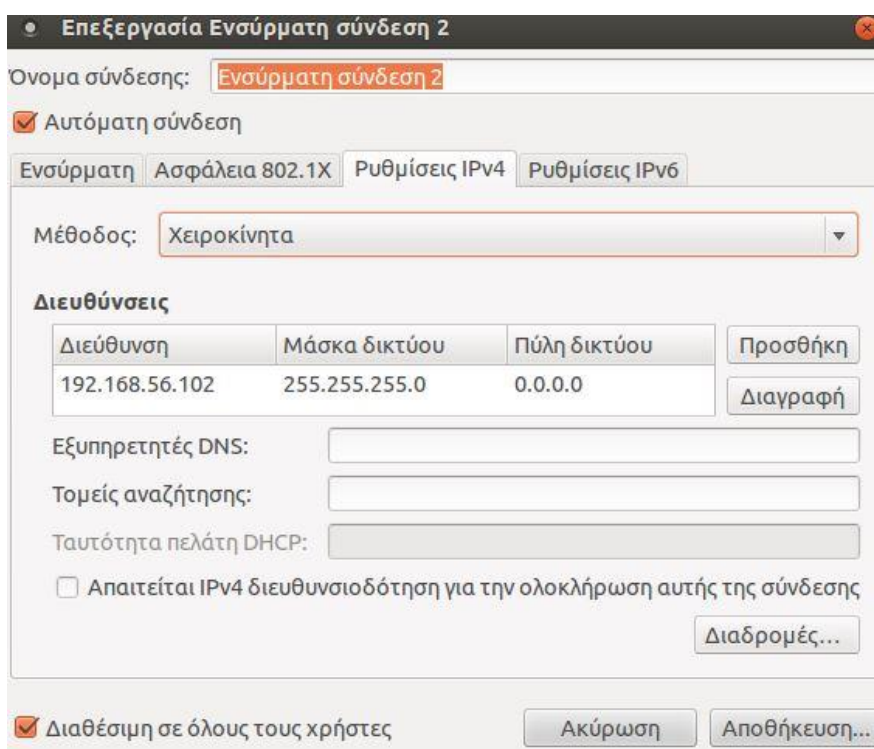 Επεξεργασία Ενσύρματη σύνδεση 2
Όνομα σύνδεσης: Ενσύρματη σύνδεση 2
Αυτόματη σύνδεση
Ενσύρματη Ασφάλεια 802.1X Ρυθμίσεις IPv4 Ρυθμίσεις IPv6
Μέθοδος: Χειροκίνητα
Διευθύνσεις
Διεύθυνση Μάσκα δικτύου Πύλη δικτύου Προσθήκη
192.168.56.102 255.255.255.0 0.0.0.0 Διαγραφή
Εξυπηρετητές DNS:
Τομείς αναζήτησης:
Ταυτότητα πελάτη DHCP:
Απαιτείται IPv4 διευθυνσιοδότηση για την ολοκλήρωση αυτής της σύνδεσης
Διαδρομές...
Διαθέσιμη σε όλους τους χρήστες Ακύρωση Αποθήκευση...